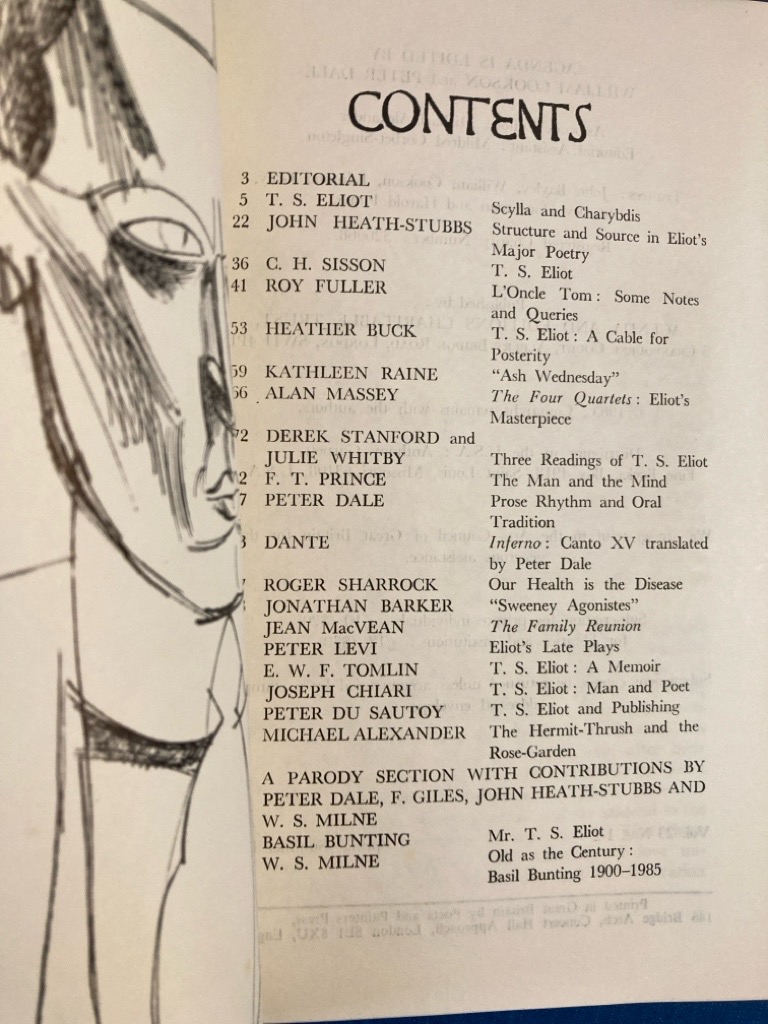 CONTENTS
3 EDITORIAL
5 T. S. ELIOT Scylla and Charybdis
22 JOHN HEATH-STUBBS Structure and Source in Eliot's
Major Poetry
36 C. H. SISSON T. S. Eliot
41 ROY FULLER L'Oncle Tom: Some Notes
and Queries
53 HEATHER BUCK T. S. Eliot: A Cable for
Posterity
59 KATHLEEN RAINE "Ash Wednesday"
66 ALAN MASSEY The Four Quartets: Eliot's
Masterpiece
72 DEREK STANFORD and
JULIE WHITBY Three Readings of T. S. Eliot
2 F. T. PRINCE The Man and the Mind
7 PETER DALE Prose Rhythm and Oral
Tradition
DANTE Inferno: Canto XV translated
by Peter Dale
ROGER SHARROCK Our Health is the Disease
JONATHAN BARKER "Sweeney Agonistes"
JEAN MacVEAN The Family Reunion
PETER LEVI Eliot's Late Plays
E. W. F. TOMLIN T. S. Eliot: A Memoir
JOSEPH CHIARI T. S. Eliot: Man and Poet
PETER DU SAUTOY T. S. Eliot and Publishing
MICHAEL ALEXANDER The Hermit-Thrush and the
Rose-Garden
A PARODY SECTION WITH CONTRIBUTIONS BY
PETER DALE, F. GILES, JOHN HEATH-STUBBS AND
W. S. MILNE
BASIL BUNTING Mr. T. S. Eliot
W. S. MILNE Old as the Century:
Basil Bunting 1900–1985